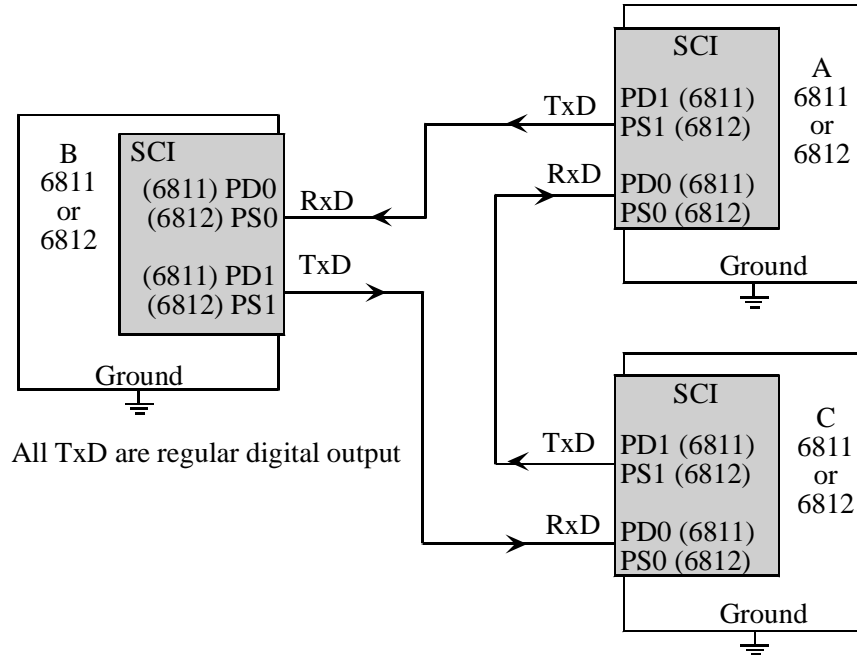 SCI
A
6811
or
6812
TxD
PD1 (6811)
PS1 (6812)
RxD
PD0 (6811)
PS0 (6812)
Ground
B
6811
or
6812
SCI
(6811) PD0
(6812) PS0
RxD
(6811) PD1
(6812) PS1
TxD
Ground
All TxD are regular digital output
SCI
C
6811
or
6812
TxD
PD1 (6811)
PS1 (6812)
RxD
PD0 (6811)
PS0 (6812)
Ground